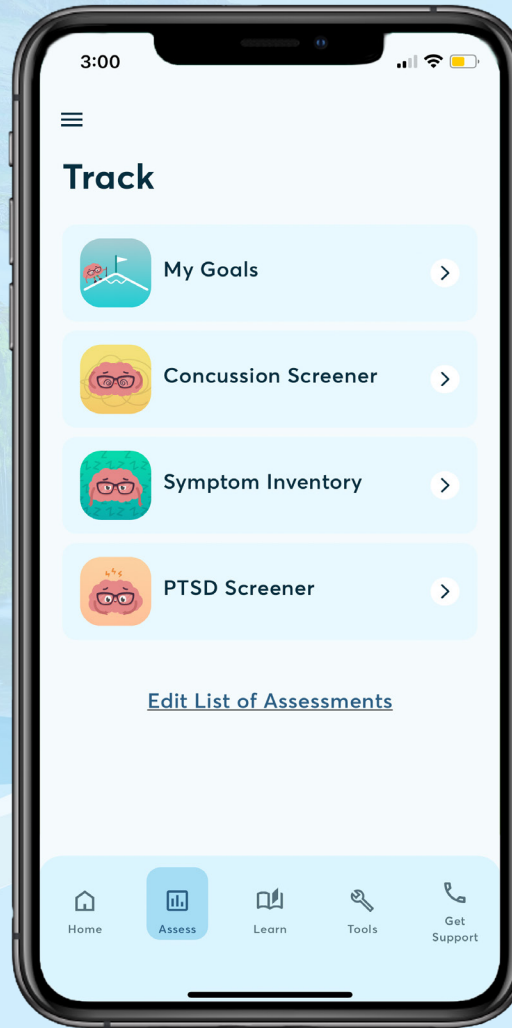 3:00
Track
My Goals
Concussion Screener
Symptom Inventory
PTSD Screener
Edit List of Assessments
Home
Assess
Learn
Tools
Get
Support